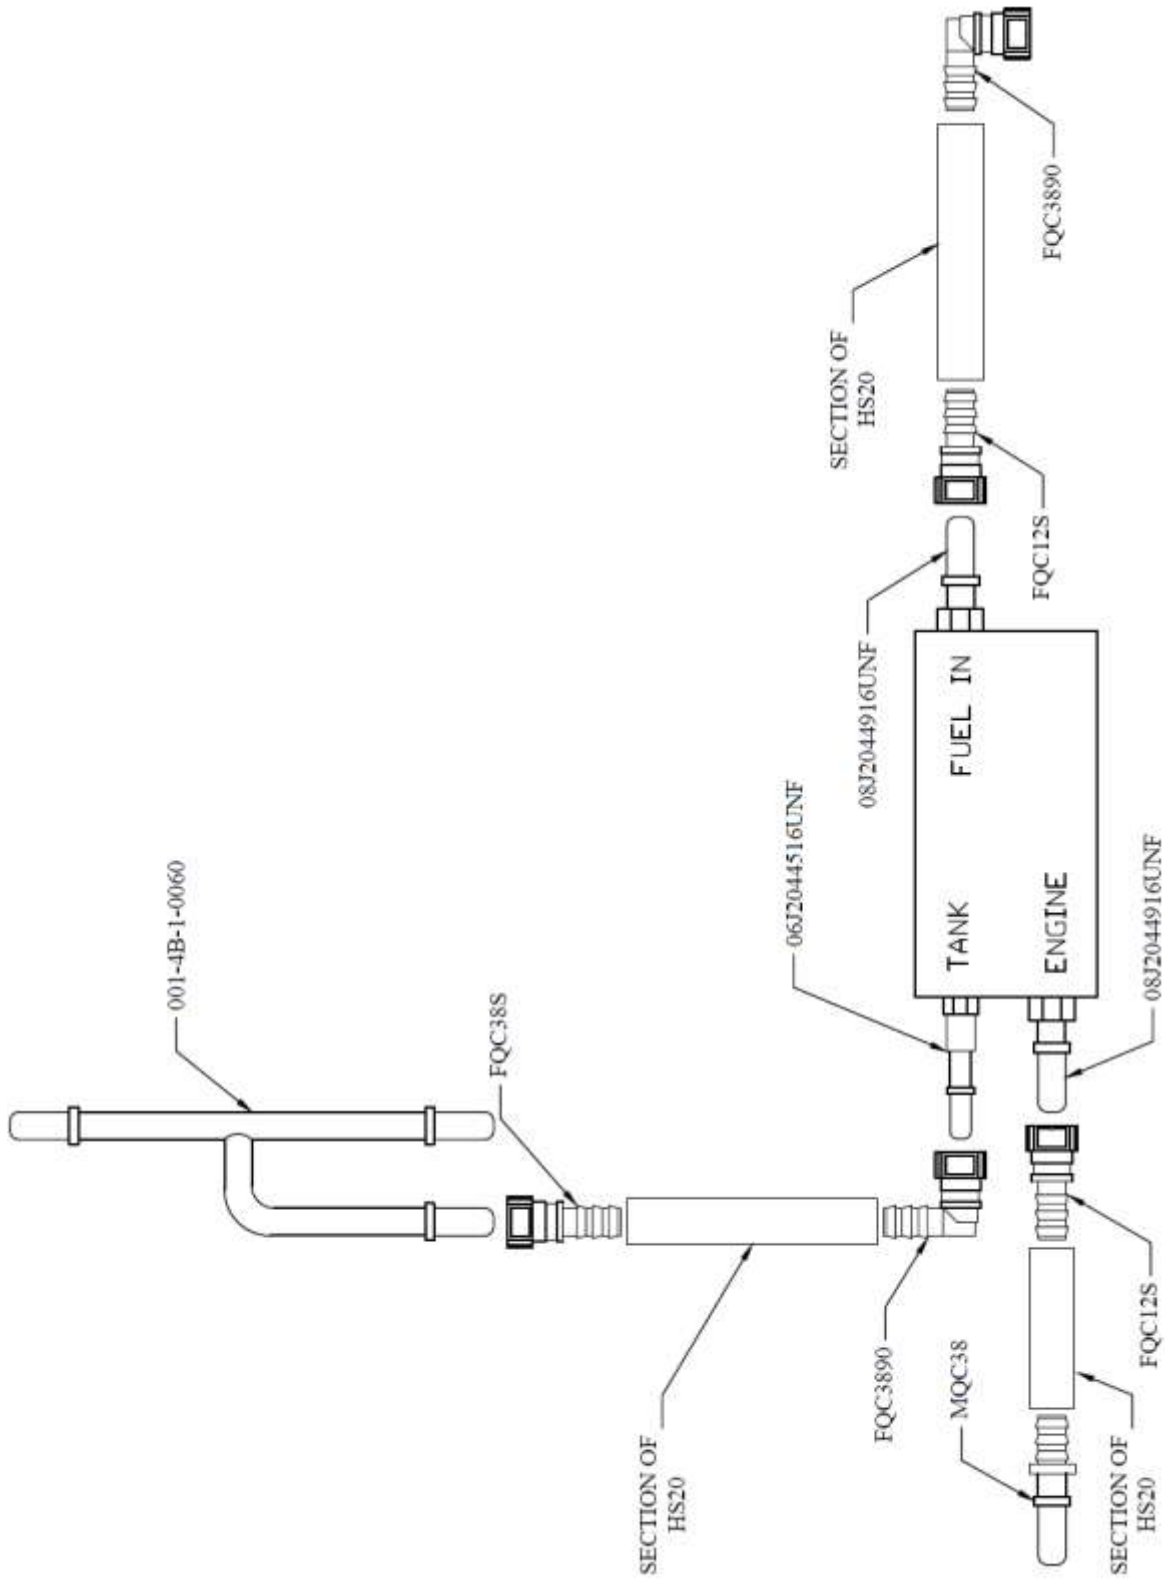 001-4B-1-0060
FQC38S
SECTION OF
HS20
FQC3890
MQC38
SECTION OF
HS20
FQC12S
08J2044916UNF
06J2044516UNF
TANK
FUEL IN
ENGINE
08J2044916UNF
FQC12S
SECTION OF
HS20
FQC3890